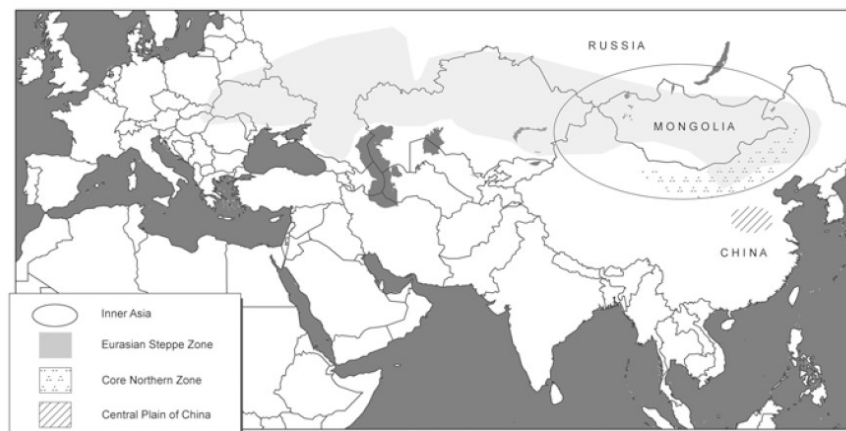 RUSSIA
MONGOLIA
CHINA
Inner Asia
Eurasian Steppe Zone
Core Northern Zone
Central Plain of China